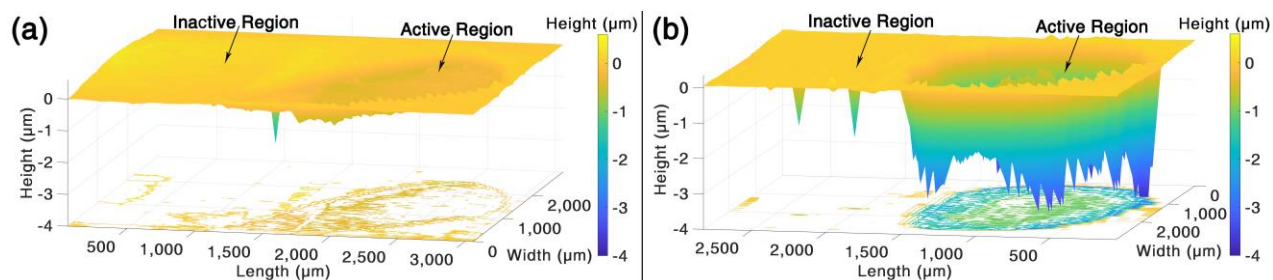 (a)
Inactive Region
Active Region
Height (μm)
0
-1
-2
-3
-4
Height (μm)
0
-1
-2
-3
-4
500
1,000
1,500
2,000
2,500
3,000
Length (μm)
0
1,000
2,000
Width (μm)
(b)
Inactive Region
Active Region
Height (μm)
0
-1
-2
-3
-4
Height (μm)
0
-1
-2
-3
-4
2,500
2,000
1,500
1,000
500
Length (μm)
0
1,000
2,000
Width (μm)